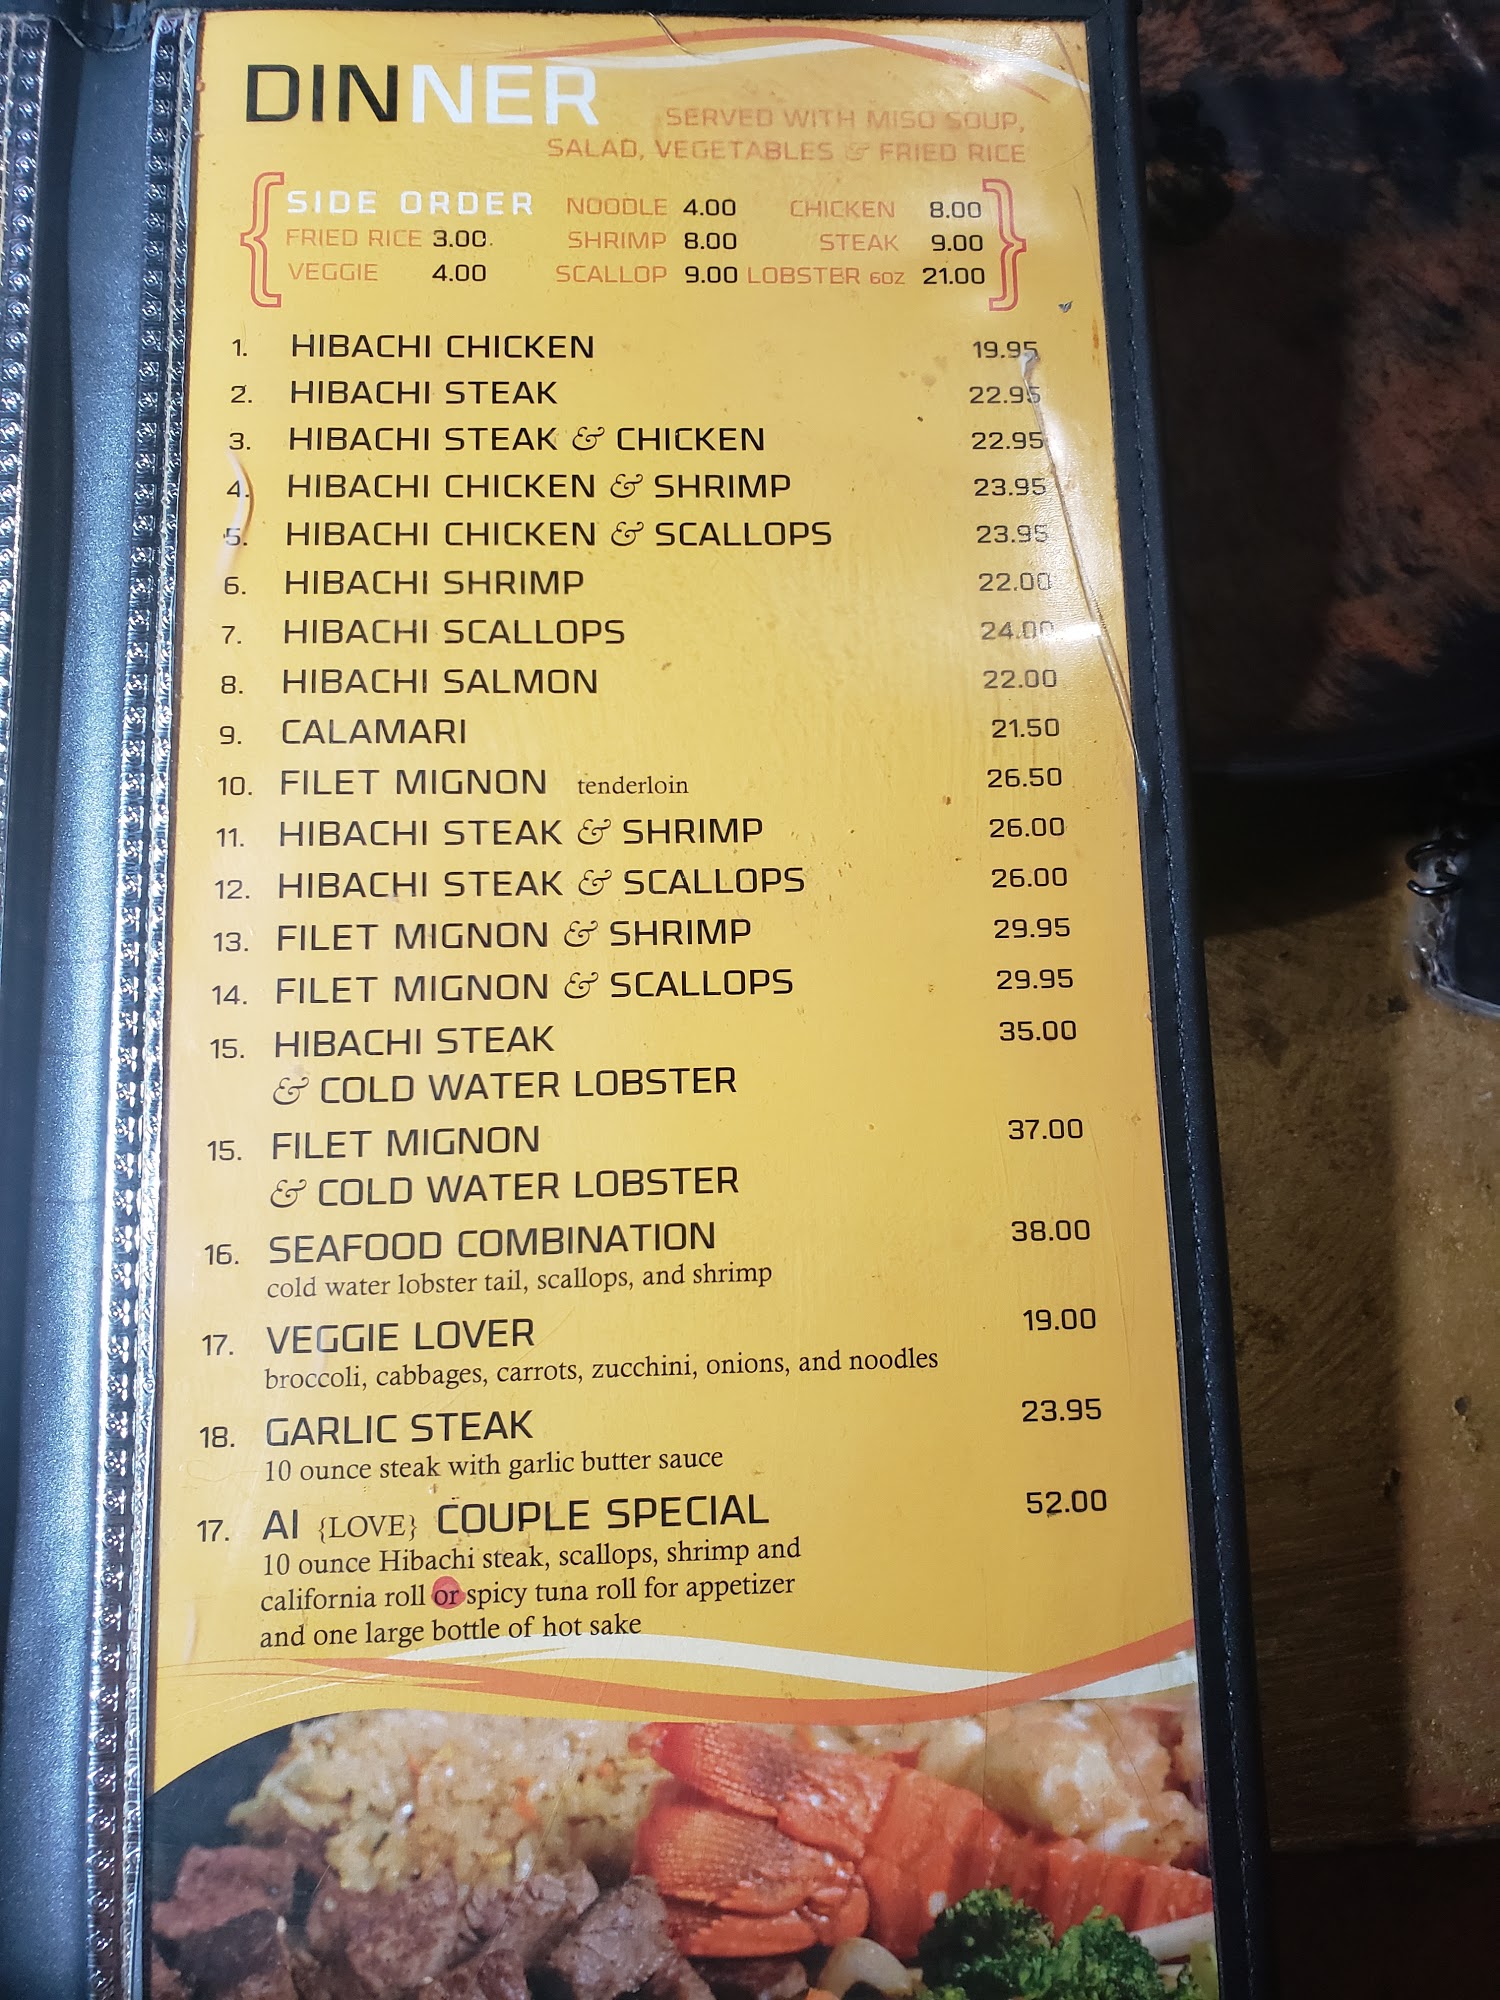 DINNER
SERVED WITH MISO SOUP,
SALAD, VEGETABLES & FRIED RICE
SIDE ORDER NOODLE 4.00 CHICKEN 8.00
FRIED RICE 3.00 SHRIMP 8.00 STEAK 9.00
VEGGIE 4.00 SCALLOP 9.00 LOBSTER 6OZ 21.00
1. HIBACHI CHICKEN 19.95
2. HIBACHI STEAK 22.95
3. HIBACHI STEAK & CHICKEN 22.95
4. HIBACHI CHICKEN & SHRIMP 23.95
5. HIBACHI CHICKEN & SCALLOPS 23.95
6. HIBACHI SHRIMP 22.00
7. HIBACHI SCALLOPS 24.00
8. HIBACHI SALMON 22.00
9. CALAMARI 21.50
10. FILET MIGNON tenderloin 26.50
11. HIBACHI STEAK & SHRIMP 26.00
12. HIBACHI STEAK & SCALLOPS 26.00
13. FILET MIGNON & SHRIMP 29.95
14. FILET MIGNON & SCALLOPS 29.95
15. HIBACHI STEAK 35.00
& COLD WATER LOBSTER
15. FILET MIGNON 37.00
& COLD WATER LOBSTER
16. SEAFOOD COMBINATION 38.00
cold water lobster tail, scallops, and shrimp
17. VEGGIE LOVER 19.00
broccoli, cabbages, carrots, zucchini, onions, and noodles
18. GARLIC STEAK 23.95
10 ounce steak with garlic butter sauce
17. AI {LOVE} COUPLE SPECIAL 52.00
10 ounce Hibachi steak, scallops, shrimp and
california roll or spicy tuna roll for appetizer
and one large bottle of hot sake